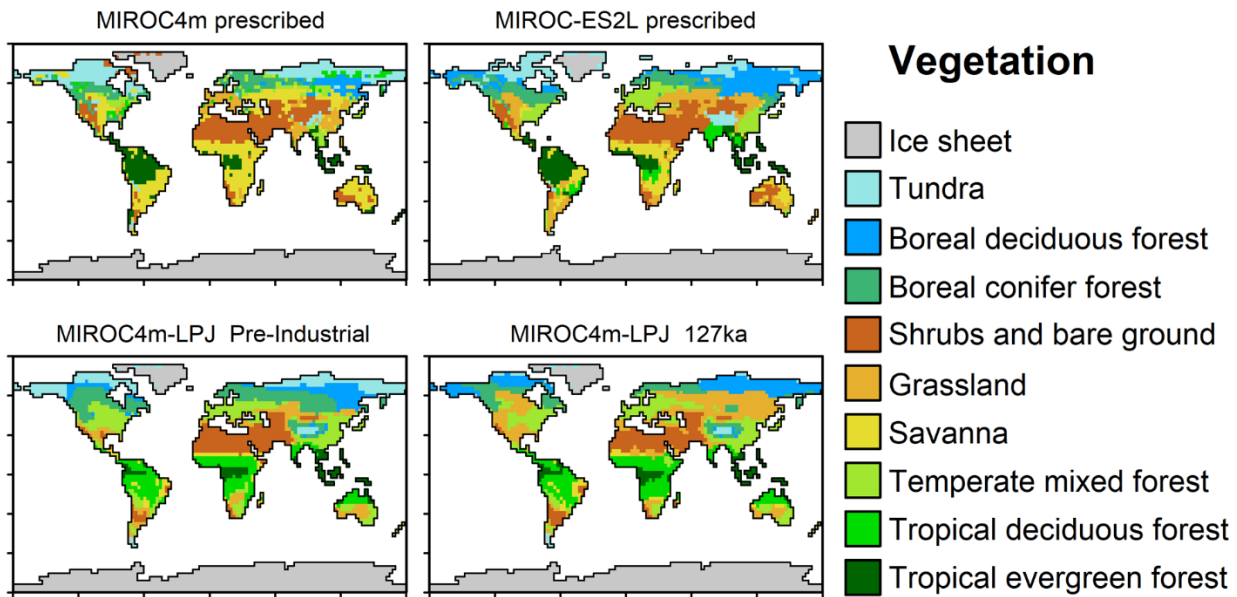 MIROC4m prescribed
MIROC-ES2L prescribed
Vegetation
Ice sheet
Tundra
Boreal deciduous forest
Boreal conifer forest
Shrubs and bare ground
Grassland
Savanna
Temperate mixed forest
Tropical deciduous forest
Tropical evergreen forest
MIROC4m-LPJ Pre-Industrial
MIROC4m-LPJ 127ka